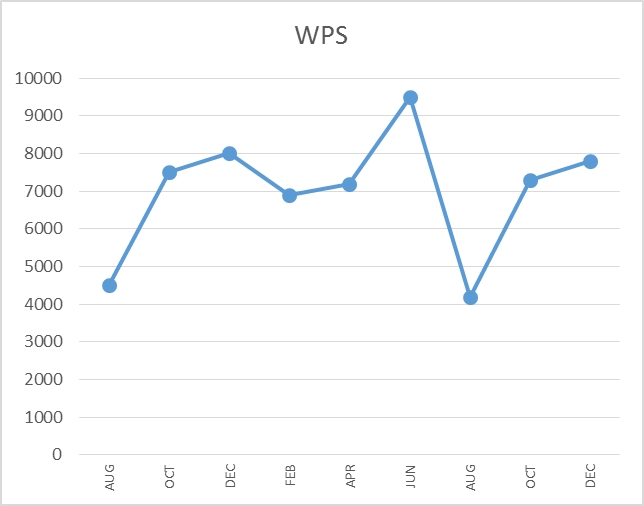 WPS
10000
9000
8000
7000
6000
5000
4000
3000
2000
1000
0
AUG
OCT
DEC
FEB
APR
JUN
AUG
OCT
DEC